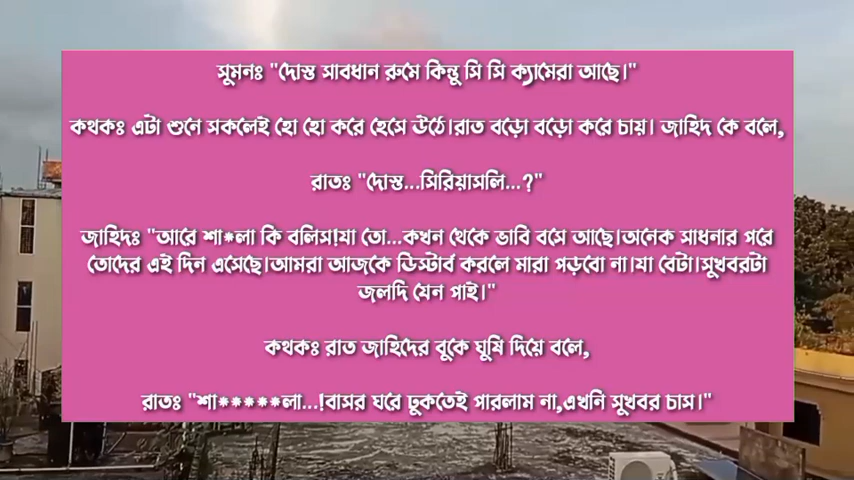 সুমনঃ "দোস্ত সাবধান রুমে কিন্তু সি সি ক্যামেরা আছে।"
কথকঃ এটা শুনে সকলেই হো হো করে হেসে উঠে।রাত বড়ো বড়ো করে চায়। জাহিদ কে বলে,
রাতঃ "দোস্ত...সিরিয়াসলি...?"
জাহিদঃ "আরে শা*লা কি বলিস!যা তো...কখন থেকে ভাবি বসে আছে।অনেক সাধনার পরে
তোদের এই দিন এসেছে।আমরা আজকে ডিস্টার্ব করলে মারা পড়বো না।যা বেটা।সুখবরটা
জলদি যেন পাই।"
কথকঃ রাত জাহিদের বুকে ঘুষি দিয়ে বলে,
রাতঃ "শা*****লা...!বাসর ঘরে ঢুকতেই পারলাম না,এখনি সুখবর চাস।"